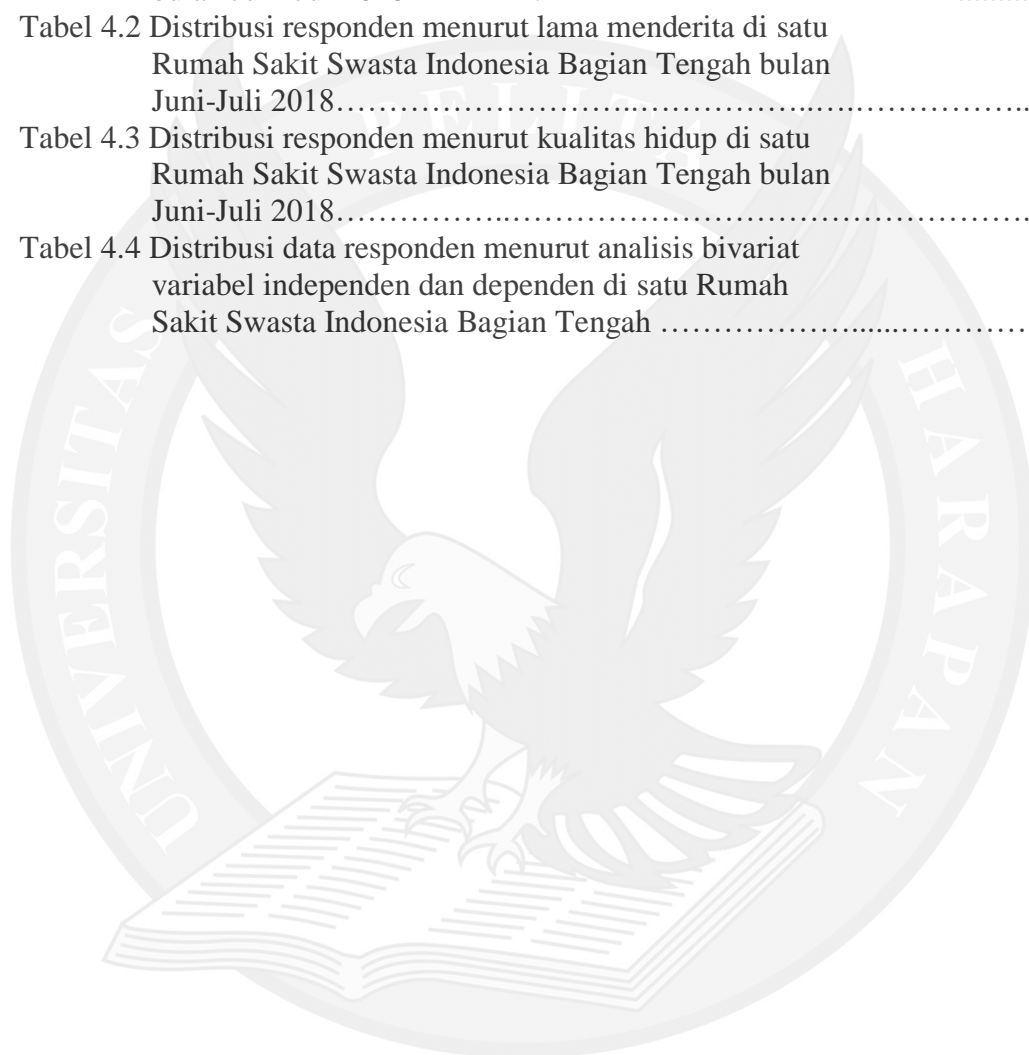 Tabel 4.2 Distribusi responden menurut lama menderita di satu
Rumah Sakit Swasta Indonesia Bagian Tengah bulan
Juni-Juli 2018……………………………………….….……………..
Tabel 4.3 Distribusi responden menurut kualitas hidup di satu
Rumah Sakit Swasta Indonesia Bagian Tengah bulan
Juni-Juli 2018……………..……………………………………………
Tabel 4.4 Distribusi data responden menurut analisis bivariat
variabel independen dan dependen di satu Rumah
Sakit Swasta Indonesia Bagian Tengah ………………......…………
UNIVERSITAS PELITA HARAPAN